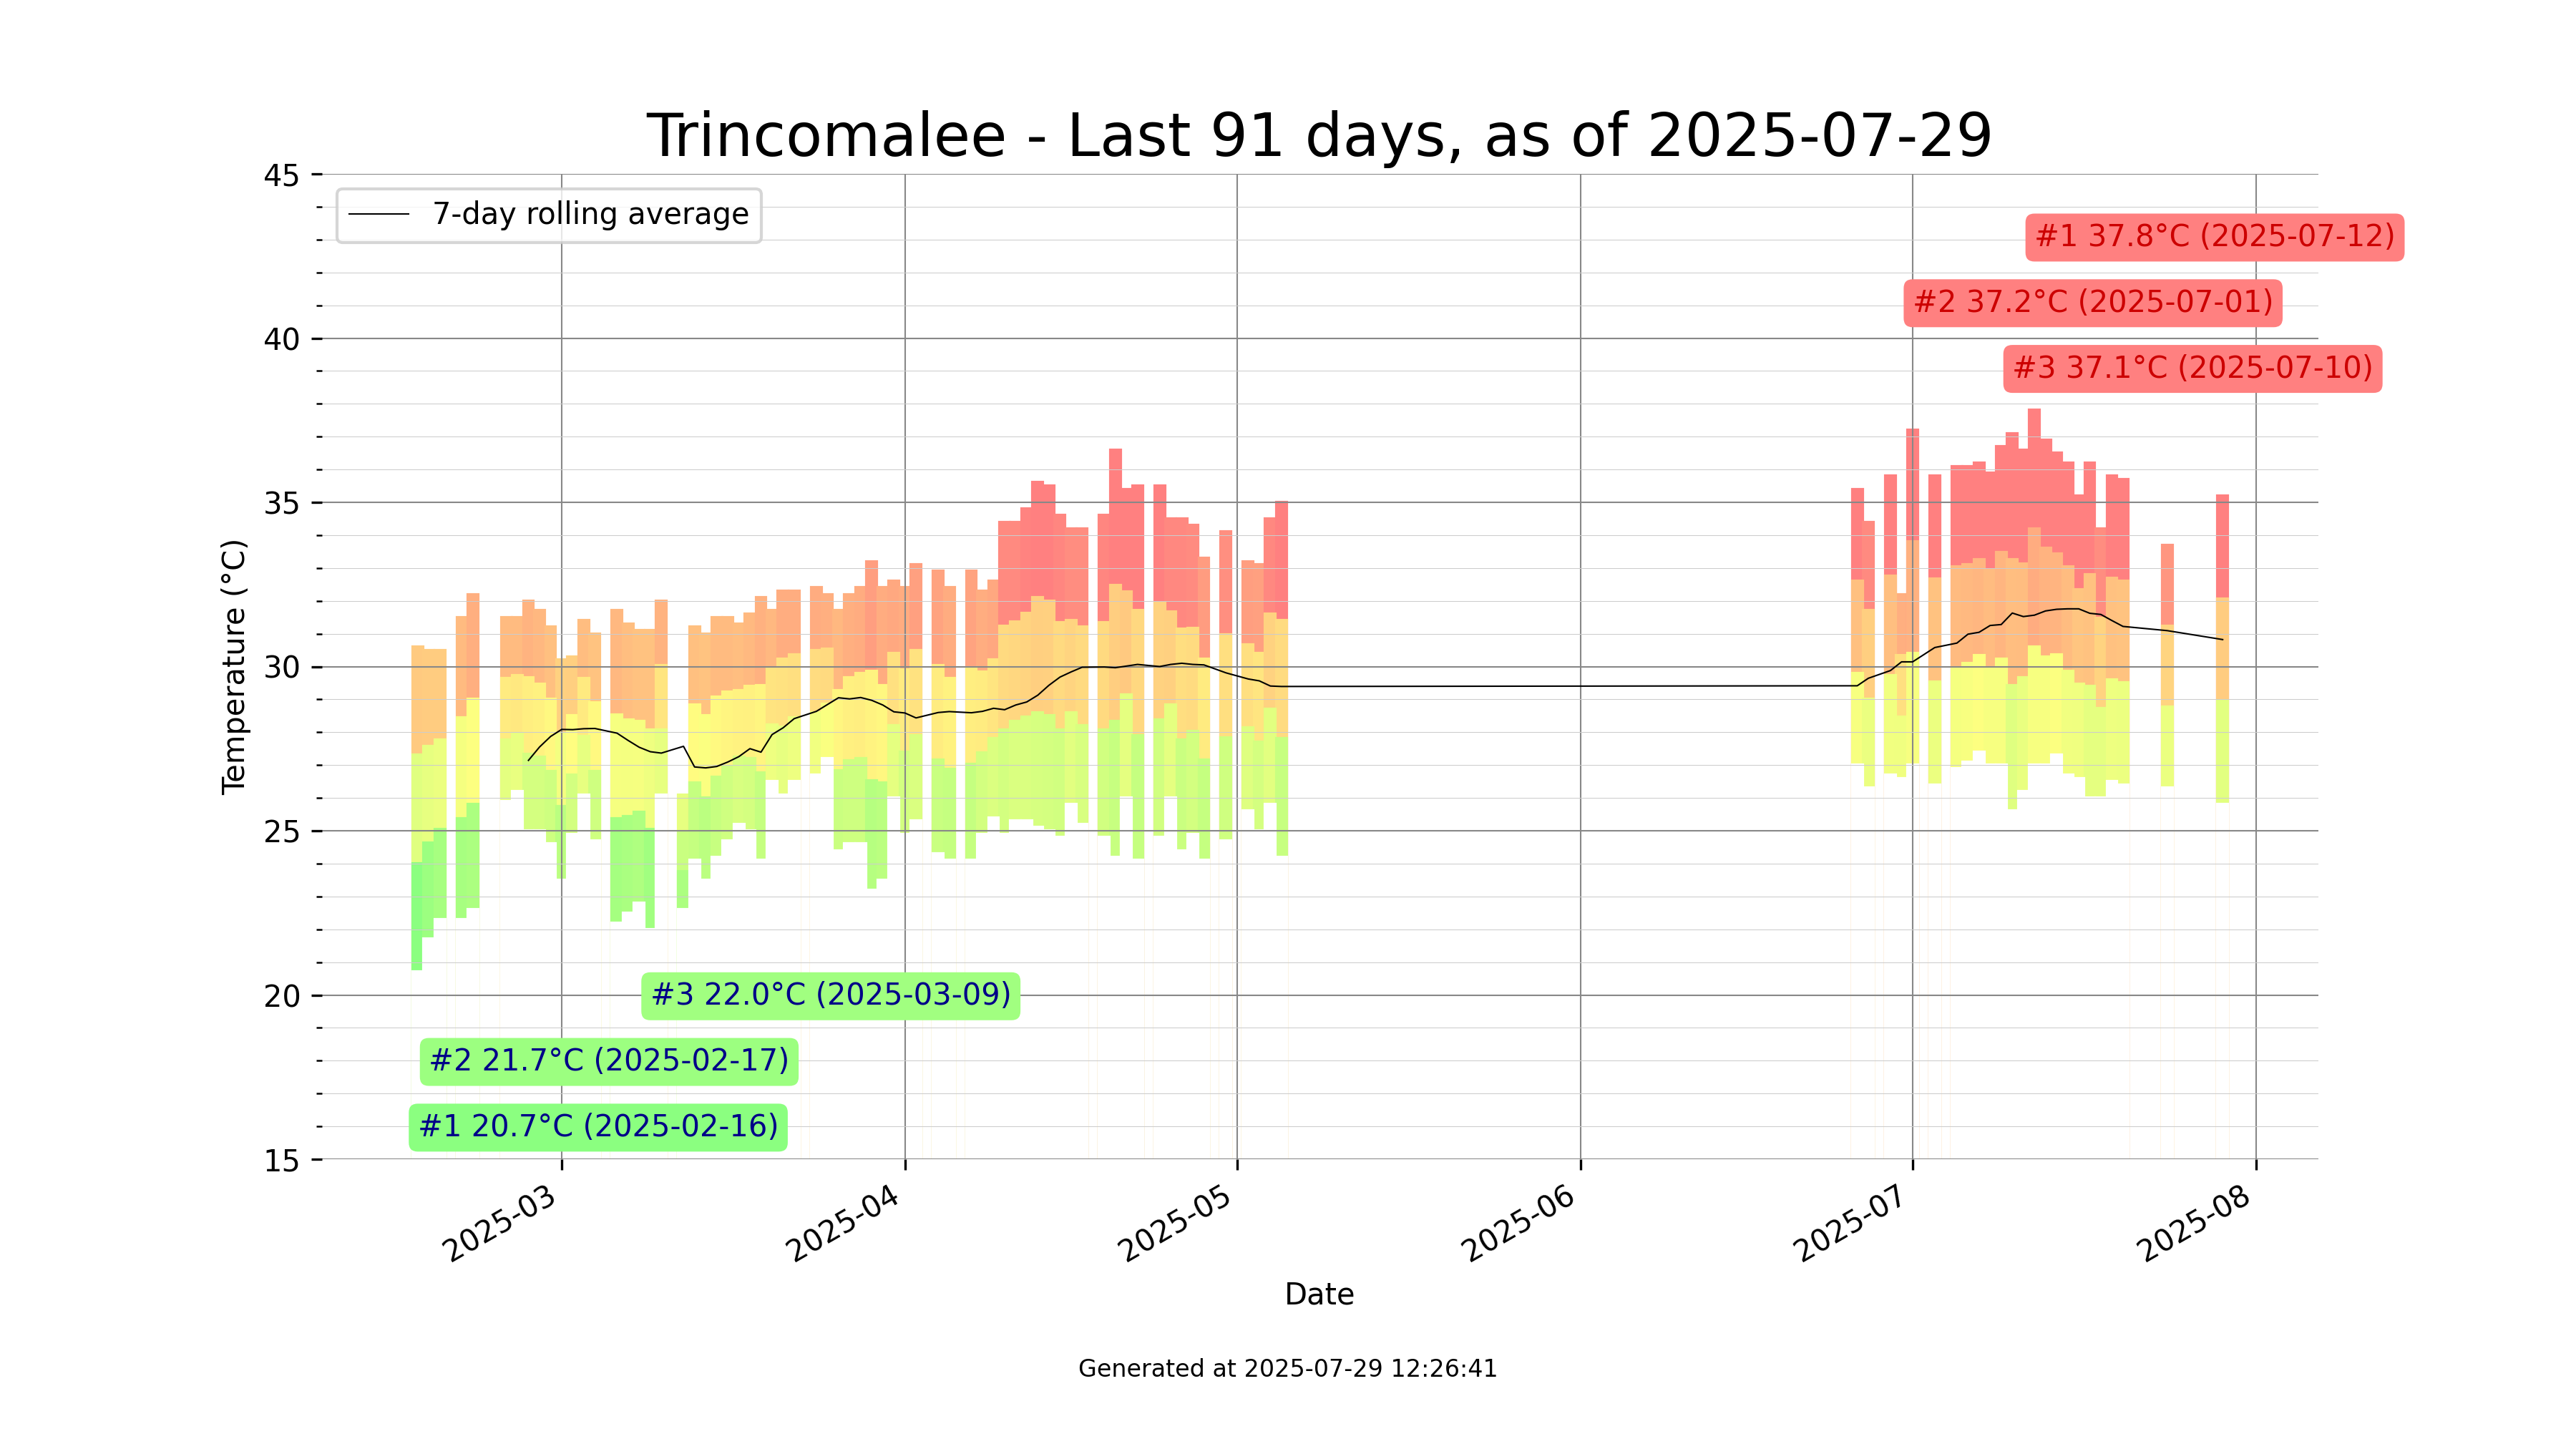 Trincomalee - Last 91 days, as of 2025-07-29
45
7-day rolling average
#1 37.8°C (2025-07-12)
#2 37.2°C (2025-07-01)
40
#3 37.1°C (2025-07-10)
35
Temperature (°C)
30
25
20
#3 22.0°C (2025-03-09)
#2 21.7°C (2025-02-17)
#1 20.7°C (2025-02-16)
15
2025-03
2025-04
2025-05
2025-06
2025-07
2025-08
Date
Generated at 2025-07-29 12:26:41